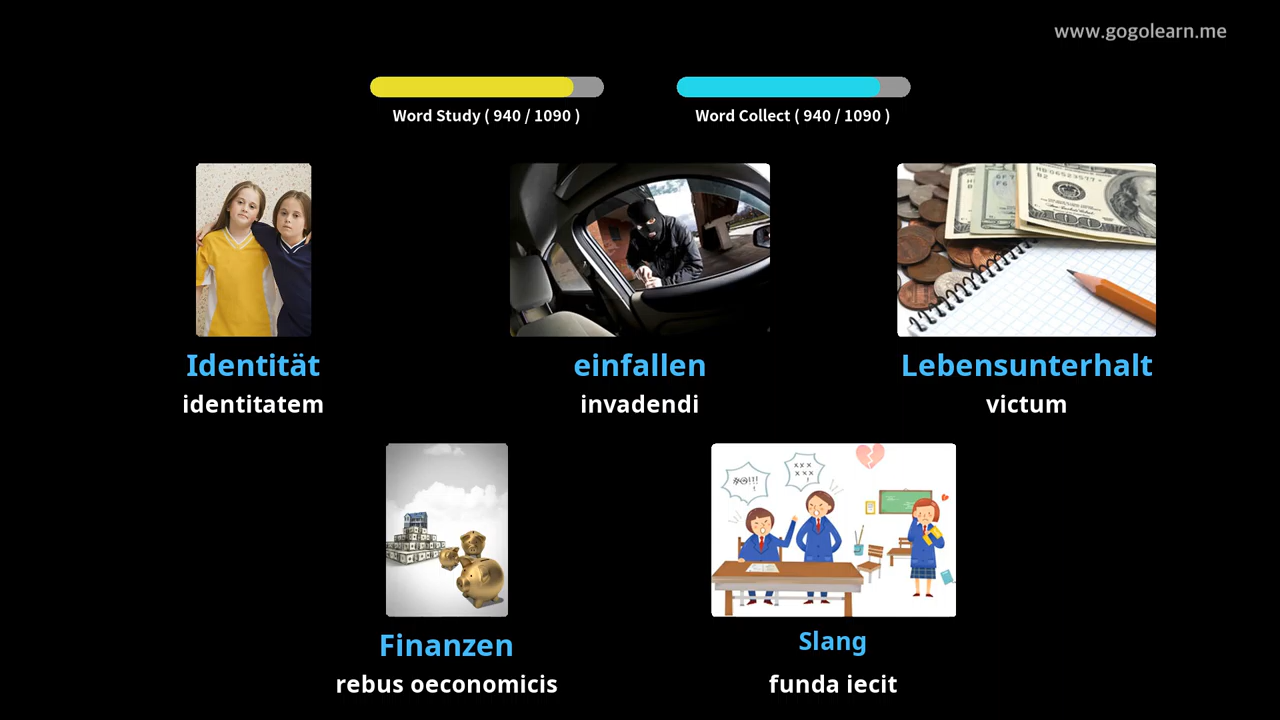 www.gogolearn.me
Word Study ( 940 / 1090 )
Word Collect ( 940 / 1090 )
Identität
identitatem
einfallen
invadendi
Lebensunterhalt
victum
Finanzen
rebus oeconomicis
Slang
funda iecit